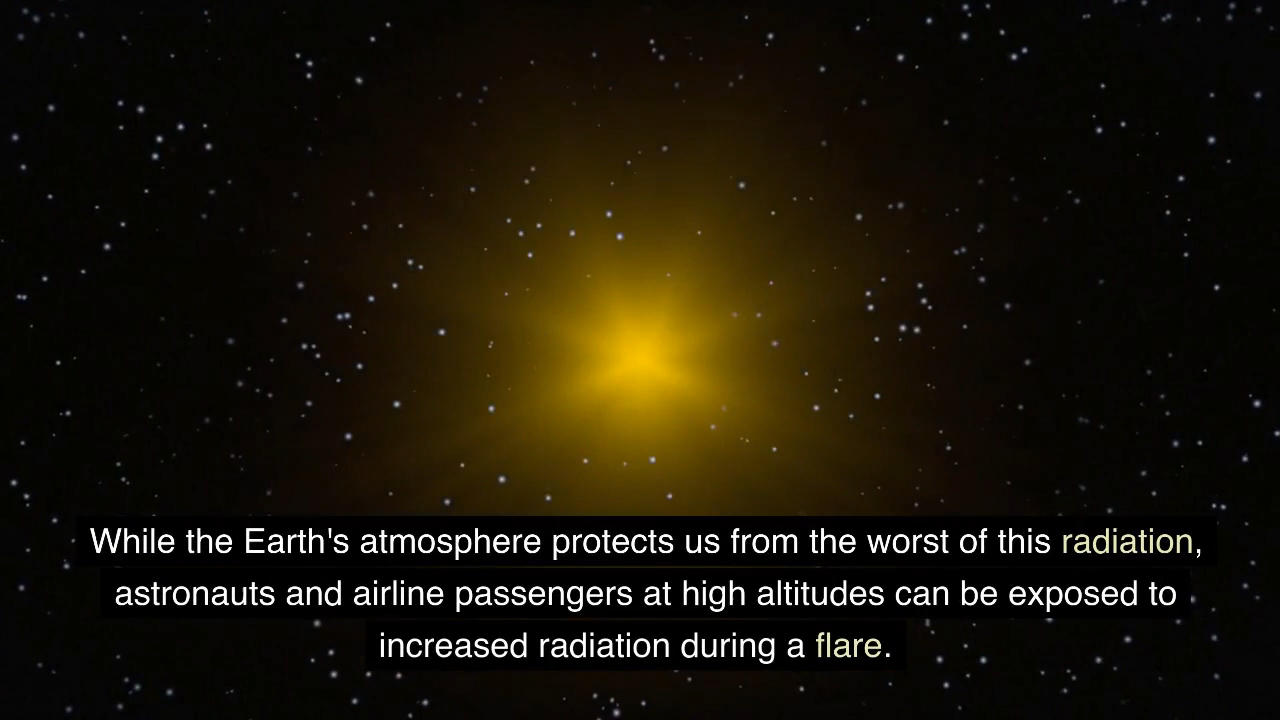 While the Earth's atmosphere protects us from the worst of this radiation,
astronauts and airline passengers at high altitudes can be exposed to
increased radiation during a flare.